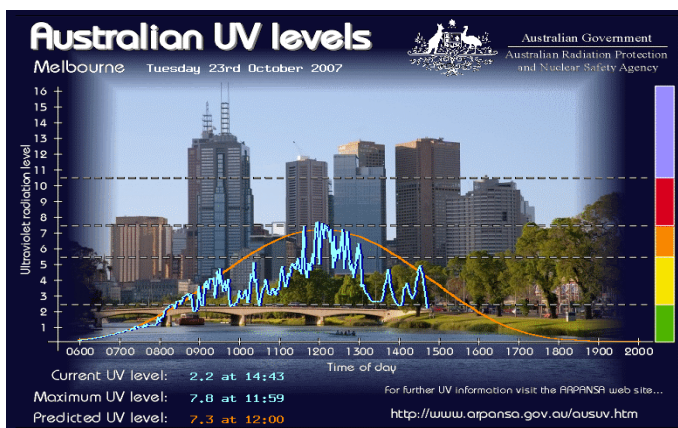 Australian UV levels
Melbourne Tuesday 23rd October 2007
Australian Government
Australian Radiation Protection
and Nuclear Safety Agency
Ultraviolet radiation level
16
15
14
13
12
11
10
9
8
7
6
5
4
3
2
1
0600 0700 0800 0900 1000 1100 1200 1300 1400 1500 1600 1700 1800 1900 2000
Time of day
Current UV level: 2.2 at 14:43
Maximum UV level: 7.8 at 11:59
Predicted UV level: 7.3 at 12:00
For further UV information visit the ARPANSA web site...
http://www.arpansa.gov.au/ausuv.htm